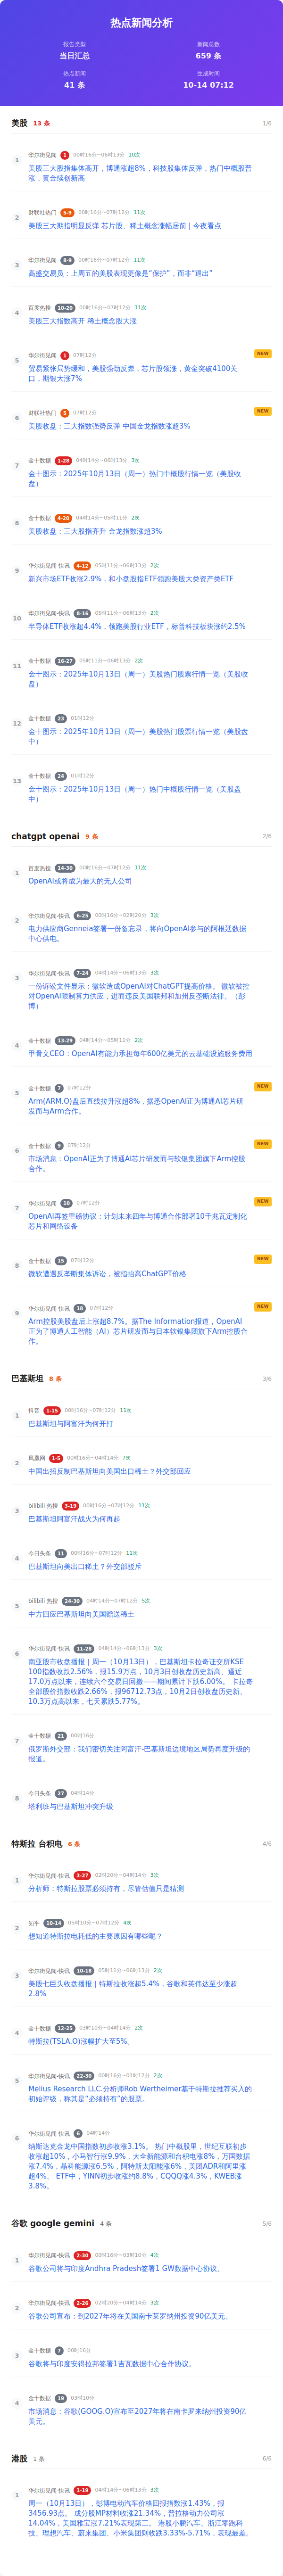 热点新闻分析
报告类型
新闻总数
当日汇总
659 条
热点新闻
生成时间
41 条
10-14 07:12
美股 13 条 1/6
1 华尔街见闻 1 00时16分~06时13分 10次
美股三大股指集体高开，博通涨超8%，科技股集体反弹，热门中概股普
涨，黄金续创新高
2 财联社热门 5-9 00时16分~07时12分 11次
美股三大期指明显反弹 芯片股、稀土概念涨幅居前 | 今夜看点
3 华尔街见闻 8-9 00时16分~07时12分 11次
高盛交易员：上周五的美股表现更像是“保护”，而非“退出”
4 百度热搜 10-20 00时16分~07时12分 11次
美股三大指数高开 稀土概念股大涨
5 华尔街见闻 1 07时12分 NEW
贸易紧张局势缓和，美股强劲反弹，芯片股领涨，黄金突破4100关
口，期银大涨7%
6 财联社热门 5 07时12分 NEW
美股收盘：三大指数强势反弹 中国金龙指数涨超3%
7 金十数据 1-28 04时14分~06时13分 3次
金十图示：2025年10月13日（周一）热门中概股行情一览（美股收
盘）
8 金十数据 4-20 04时14分~05时11分 2次
美股收盘：三大股指齐升 金龙指数涨超3%
9 华尔街见闻-快讯 4-12 05时11分~06时13分 2次
新兴市场ETF收涨2.9%，和小盘股指ETF领跑美股大类资产类ETF
10 华尔街见闻-快讯 8-16 05时11分~06时13分 2次
半导体ETF收涨超4.4%，领跑美股行业ETF，标普科技板块涨约2.5%
11 金十数据 16-27 05时11分~06时13分 2次
金十图示：2025年10月13日（周一）美股热门股票行情一览（美股收
盘）
12 金十数据 23 01时12分
金十图示：2025年10月13日（周一）美股热门股票行情一览（美股盘
中）
13 金十数据 24 01时12分
金十图示：2025年10月13日（周一）热门中概股行情一览（美股盘
中）
chatgpt openai 9 条 2/6
1 百度热搜 14-30 00时16分~07时12分 11次
OpenAI或将成为最大的无人公司
2 华尔街见闻-快讯 6-25 00时16分~02时20分 3次
电力供应商Genneia签署一份备忘录，将向OpenAI参与的阿根廷数据
中心供电。
3 华尔街见闻-快讯 7-24 04时14分~06时13分 3次
一份诉讼文件显示：微软造成OpenAI对ChatGPT提高价格。 微软被控
对OpenAI限制算力供应，进而违反美国联邦和加州反垄断法律。（彭
博）
4 金十数据 13-29 04时14分~05时11分 2次
甲骨文CEO：OpenAI有能力承担每年600亿美元的云基础设施服务费用
5 金十数据 7 07时12分 NEW
Arm(ARM.O)盘后直线拉升涨超8%，据悉OpenAI正为博通AI芯片研
发而与Arm合作。
6 金十数据 9 07时12分 NEW
市场消息：OpenAI正为了博通AI芯片研发而与软银集团旗下Arm控股
合作。
7 华尔街见闻 10 07时12分 NEW
OpenAI再签重磅协议：计划未来四年与博通合作部署10千兆瓦定制化
芯片和网络设备
8 金十数据 15 07时12分 NEW
微软遭遇反垄断集体诉讼，被指抬高ChatGPT价格
9 华尔街见闻-快讯 18 07时12分 NEW
Arm控股美股盘后上涨8.7%。据The Information报道，OpenAI
正为了博通人工智能（AI）芯片研发而与日本软银集团旗下Arm控股合
作。
巴基斯坦 8 条 3/6
1 抖音 1-15 00时16分~07时12分 11次
巴基斯坦与阿富汗为何开打
2 凤凰网 1-5 00时16分~04时14分 7次
中国出招反制巴基斯坦向美国出口稀土？外交部回应
3 bilibili 热搜 3-19 00时16分~07时12分 11次
巴基斯坦阿富汗战火为何再起
4 今日头条 11 00时16分~07时12分 11次
巴基斯坦向美出口稀土？外交部驳斥
5 bilibili 热搜 24-30 04时14分~07时12分 5次
中方回应巴基斯坦向美国赠送稀土
6 华尔街见闻-快讯 11-28 04时14分~06时13分 3次
南亚股市收盘播报｜周一（10月13日），巴基斯坦卡拉奇证交所KSE
100指数收跌2.56%，报15.9万点，10月3日创收盘历史新高、逼近
17.0万点以来，连续六个交易日回撤——期间累计下跌6.00%。 卡拉奇
全部股价指数收跌2.66%，报96712.73点，10月2日创收盘历史新、
10.3万点高以来，七天累跌5.77%。
7 金十数据 21 00时16分
俄罗斯外交部：我们密切关注阿富汗-巴基斯坦边境地区局势再度升级的
报道。
8 今日头条 27 04时14分
塔利班与巴基斯坦冲突升级
特斯拉 台积电 6 条 4/6
1 华尔街见闻-快讯 3-27 02时20分~04时14分 3次
分析师：特斯拉股票必须持有，尽管估值只是猜测
2 知乎 10-14 05时10分~07时12分 4次
想知道特斯拉电耗低的主要原因有哪些呢？
3 华尔街见闻-快讯 10-18 05时11分~06时13分 2次
美股七巨头收盘播报｜特斯拉收涨超5.4%，谷歌和英伟达至少涨超
2.8%
4 金十数据 12-25 03时10分~04时14分 2次
特斯拉(TSLA.O)涨幅扩大至5%。
5 华尔街见闻-快讯 22-30 00时16分~01时12分 2次
Melius Research LLC.分析师Rob Wertheimer基于特斯拉推荐买入的
初始评级，称其是“必须持有”的股票。
6 华尔街见闻-快讯 6 04时14分
纳斯达克金龙中国指数初步收涨3.1%。 热门中概股里，世纪互联初步
收涨超10%，小马智行涨9.9%，大全新能源和台积电涨8%，万国数据
涨7.4%，晶科能源涨6.5%，阿特斯太阳能涨6%，美团ADR和阿里涨
超4%。 ETF中，YINN初步收涨约8.8%，CQQQ涨4.3%，KWEB涨
3.8%。
谷歌 google gemini 4 条 5/6
1 华尔街见闻-快讯 2-30 00时16分~03时10分 4次
谷歌公司将与印度Andhra Pradesh签署1 GW数据中心协议。
2 华尔街见闻-快讯 2-26 02时20分~04时14分 3次
谷歌公司宣布：到2027年将在美国南卡莱罗纳州投资90亿美元。
3 金十数据 7 00时16分
谷歌将与印度安得拉邦签署1吉瓦数据中心合作协议。
4 金十数据 19 03时10分
市场消息：谷歌(GOOG.O)宣布至2027年将在南卡罗来纳州投资90亿
美元。
港股 1 条 6/6
1 华尔街见闻-快讯 1-19 04时14分~06时13分 3次
周一（10月13日），彭博电动汽车价格回报指数涨1.43%，报
3456.93点。 成分股MP材料收涨21.34%，普拉格动力公司涨
14.04%，美国雅宝涨7.21%表现第三。 港股小鹏汽车、浙江零跑科
技、理想汽车、蔚来集团、小米集团则收跌3.33%-5.71%，表现最差。